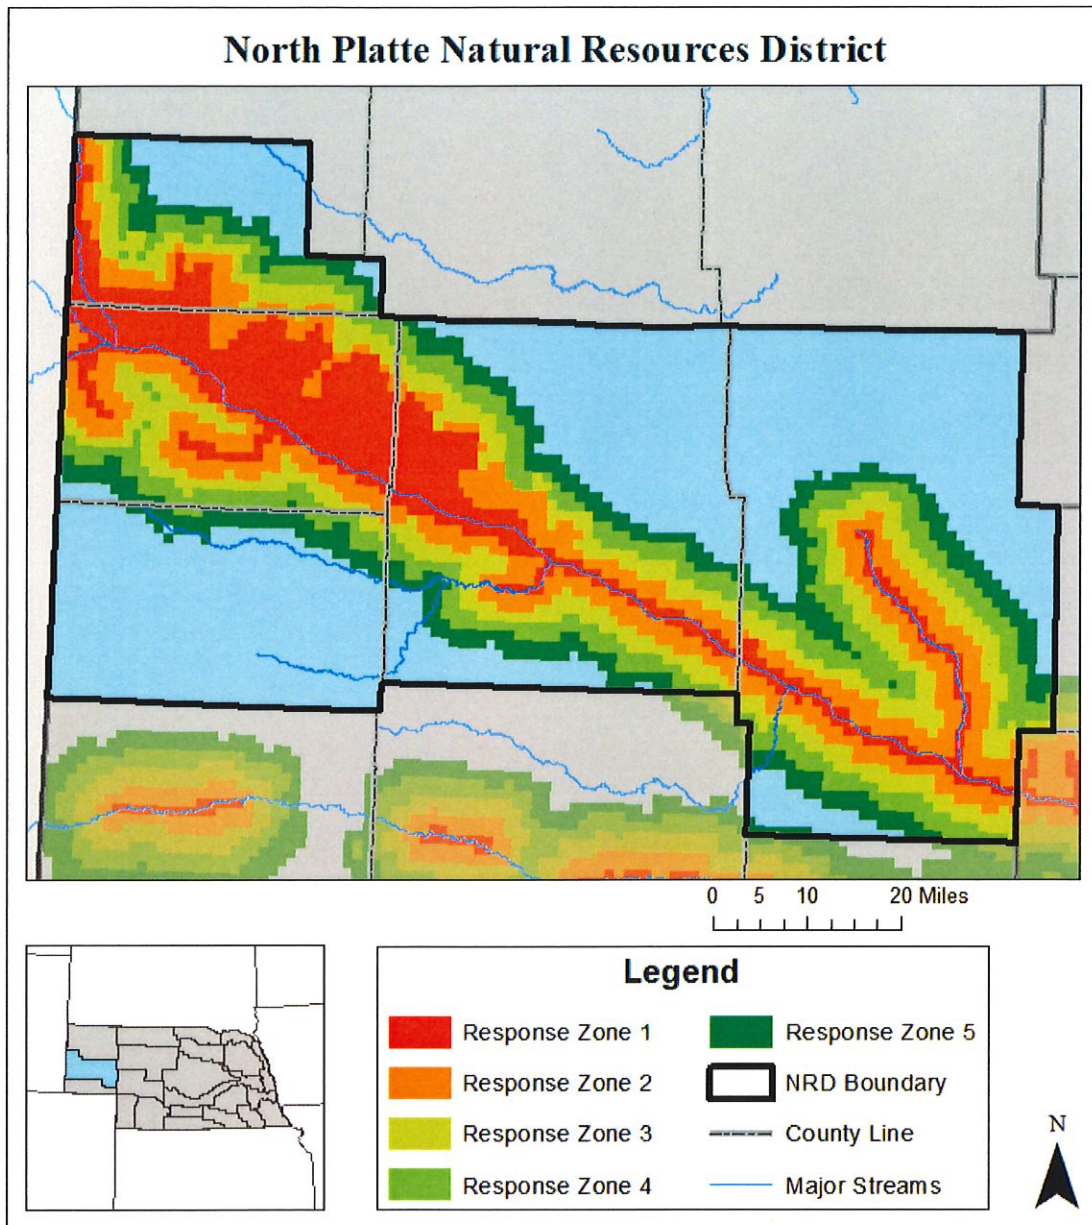 North Platte Natural Resources District
0 5 10 20 Miles
Legend
Response Zone 1
Response Zone 2
Response Zone 3
Response Zone 4
Response Zone 5
NRD Boundary
County Line
Major Streams
N